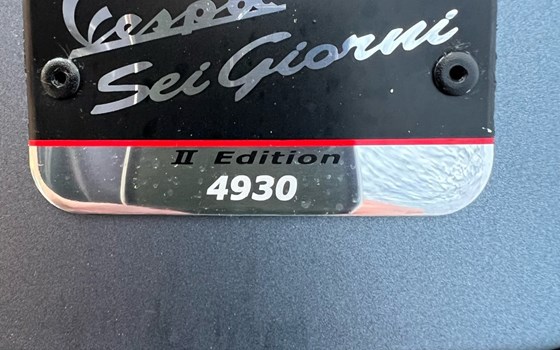 Vespa
Sei Giorni
II Edition
4930